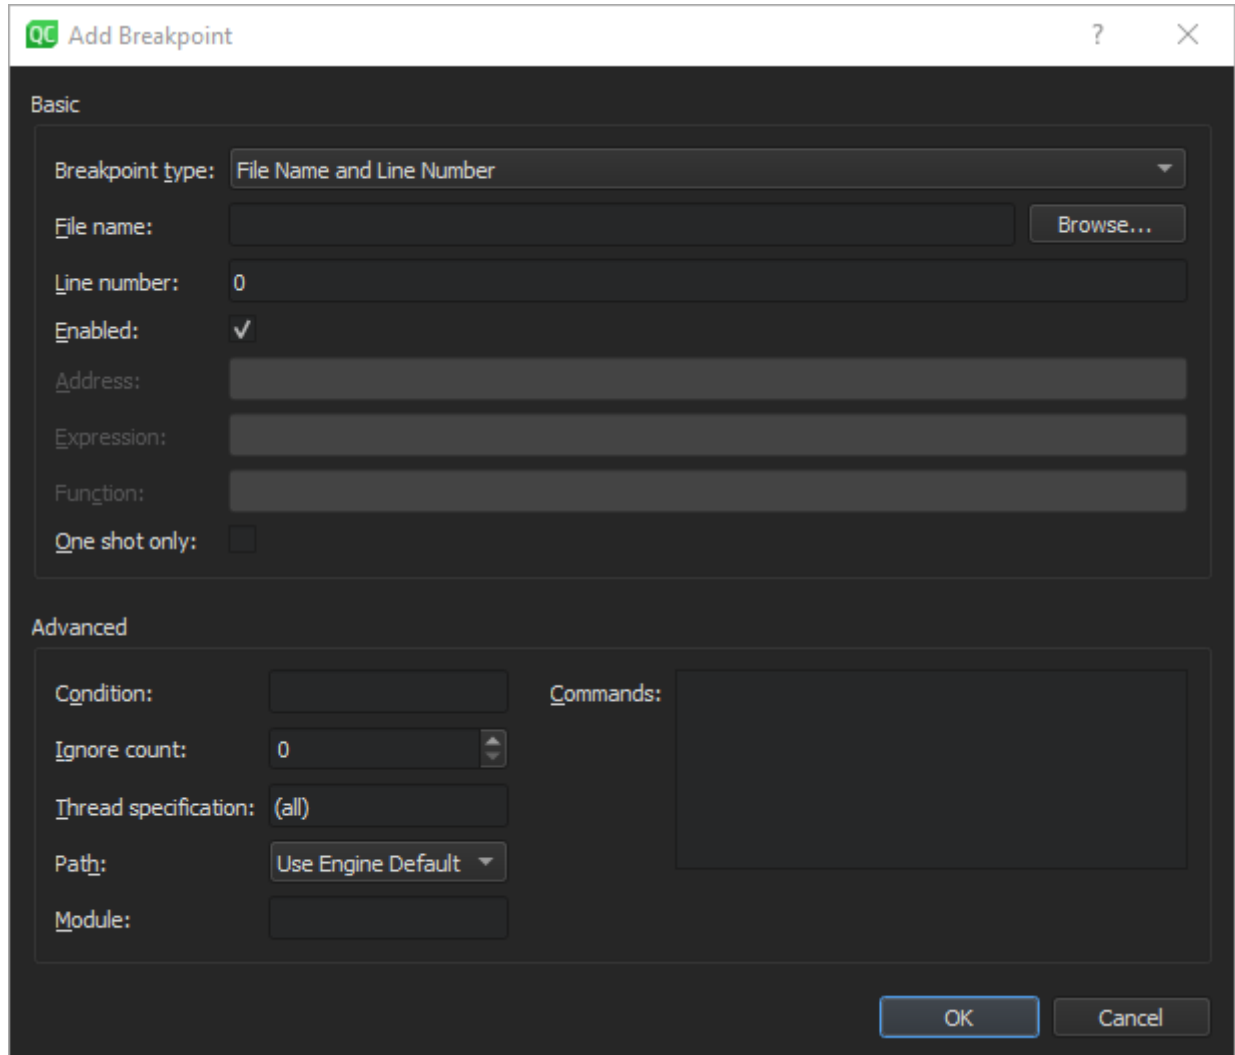 QC Add Breakpoint ?
Basic
Breakpoint type: File Name and Line Number
File name: Browse...
Line number: 0
Enabled:
Address:
Expression:
Function:
One shot only:
Advanced
Condition: Commands:
Ignore count: 0
Thread specification: (all)
Path: Use Engine Default
Module:
OK Cancel